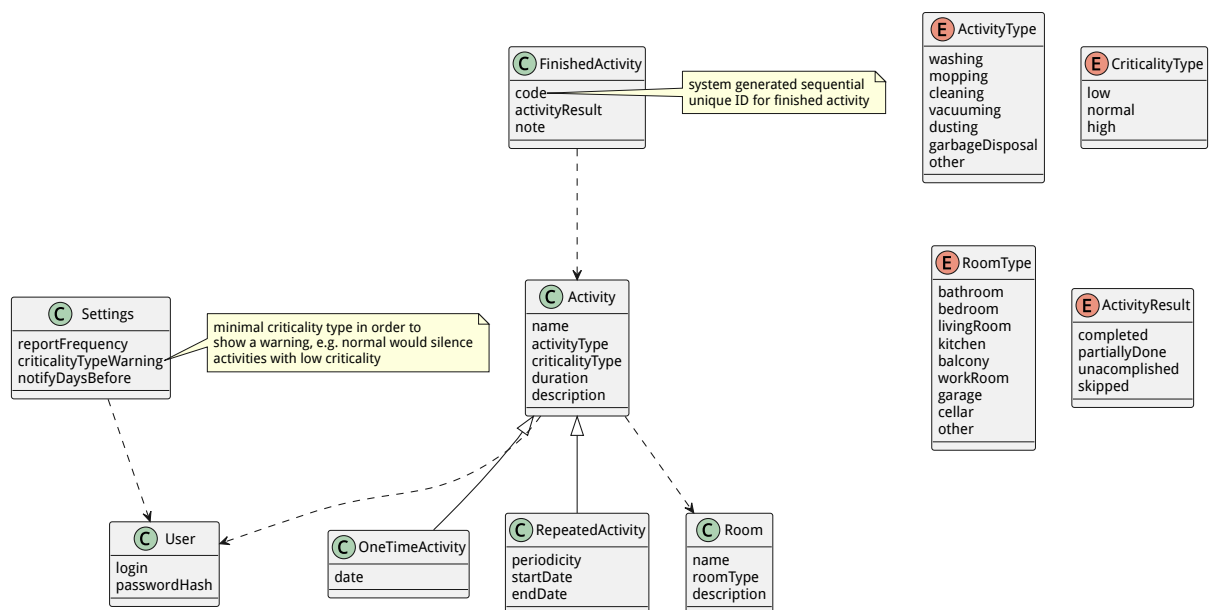 FinishedActivity
code
activityResult
note
system generated sequential
unique ID for finished activity
E ActivityType
washing
mopping
cleaning
vacuuming
dusting
garbageDisposal
other
E CriticalityType
low
normal
high
C Settings
reportFrequency
criticalityTypeWarning
notifyDaysBefore
minimal criticality type in order to
show a warning, e.g. normal would silence
activities with low criticality
C Activity
name
activityType
criticalityType
duration
description
E RoomType
bathroom
bedroom
livingRoom
kitchen
balcony
workRoom
garage
cellar
other
E ActivityResult
completed
partiallyDone
unacomplished
skipped
C User
login
passwordHash
C OneTimeActivity
date
C RepeatedActivity
periodicity
startDate
endDate
C Room
name
roomType
description